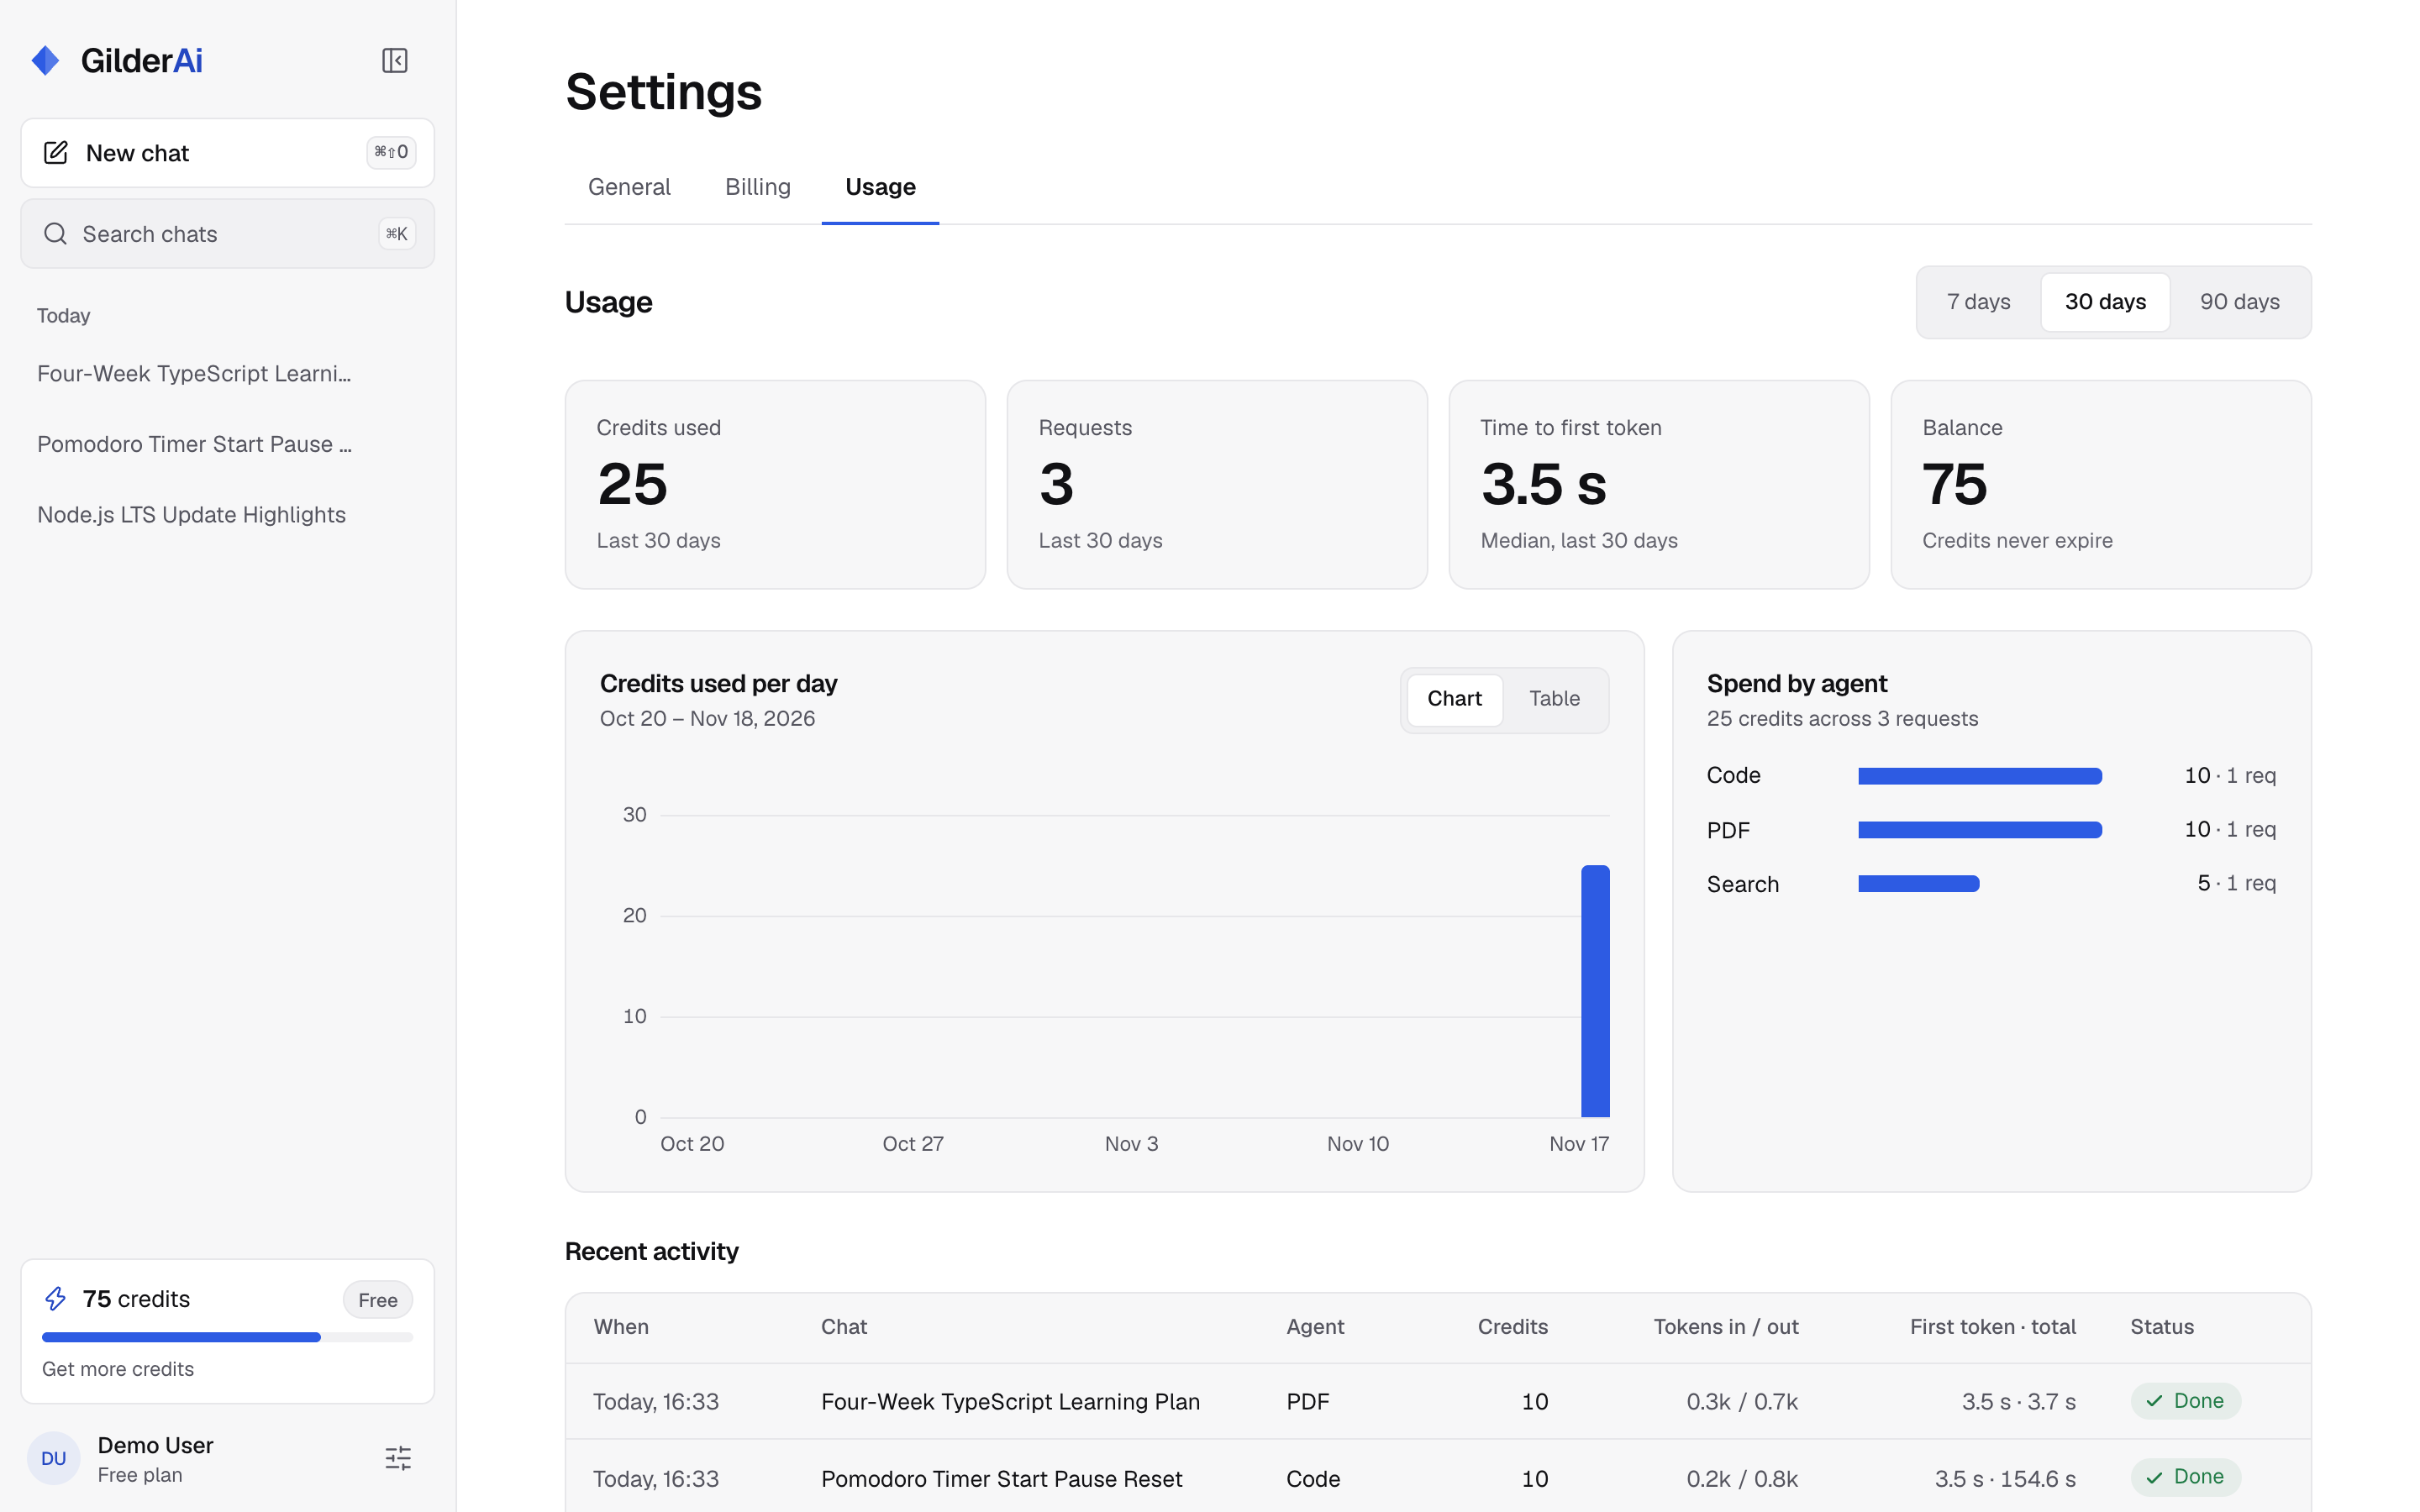 GilderAi
New chat ⌘⇧O
Search chats ⌘K
Today
Four-Week TypeScript Learni...
Pomodoro Timer Start Pause ...
Node.js LTS Update Highlights
75 credits Free
Get more credits
DU
Demo User
Free plan
Settings
General Billing Usage
Usage
7 days 30 days 90 days
Credits used
25
Last 30 days
Requests
3
Last 30 days
Time to first token
3.5 s
Median, last 30 days
Balance
75
Credits never expire
Credits used per day
Oct 20 – Nov 18, 2026
Chart Table
30
20
10
0
Oct 20 Oct 27 Nov 3 Nov 10 Nov 17
Spend by agent
25 credits across 3 requests
Code 10 · 1 req
PDF 10 · 1 req
Search 5 · 1 req
Recent activity
When Chat Agent Credits Tokens in / out First token · total Status
Today, 16:33 Four-Week TypeScript Learning Plan PDF 10 0.3k / 0.7k 3.5 s · 3.7 s Done
Today, 16:33 Pomodoro Timer Start Pause Reset Code 10 0.2k / 0.8k 3.5 s · 154.6 s Done